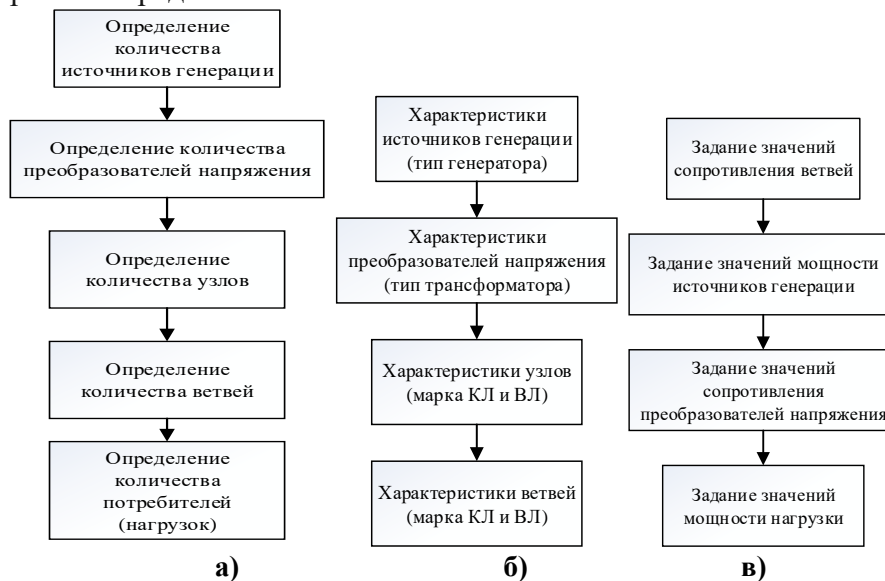 Определение
количества
источников генерации
Определение количества
преобразователей напряжения
Определение
количества узлов
Определение
количества ветвей
Определение
количества
потребителей
(нагрузок)
а)
Характеристики
источников генерации
(тип генератора)
Характеристики
преобразователей напряжения
(тип трансформатора)
Характеристики узлов
(марка КЛ и ВЛ)
Характеристики ветвей
(марка КЛ и ВЛ)
б)
Задание значений
сопротивления ветвей
Задание значений мощности
источников генерации
Задание значений
сопротивления
преобразователей напряжения
Задание значений
мощности нагрузки
в)